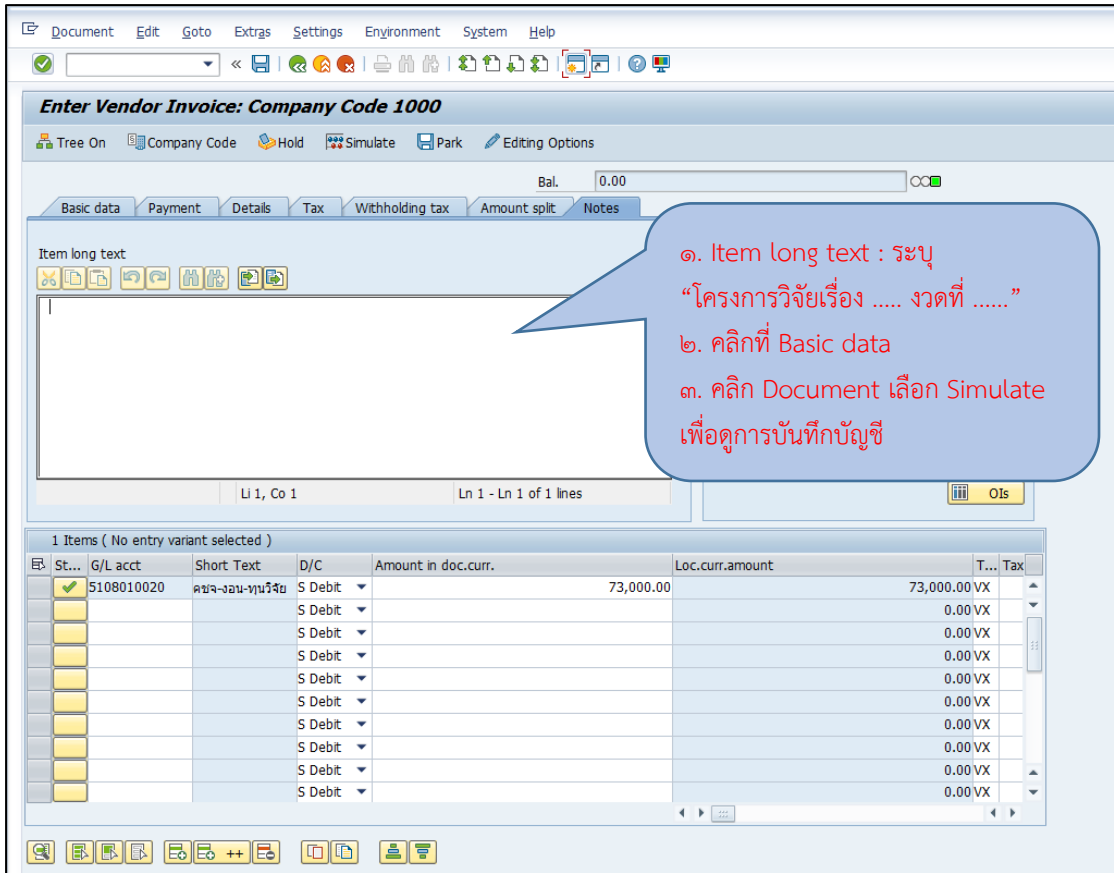 Document Edit Goto Extras Settings Environment System Help
Enter Vendor Invoice: Company Code 1000
Tree On Company Code Hold Simulate Park Editing Options
Bal. 0.00
Basic data Payment Details Tax Withholding tax Amount split Notes
Item long text
๑. Item long text : ระบุ
“โครงการวิจัยเรื่อง ..... งวดที่ ......”
๒. คลิกที่ Basic data
๓. คลิก Document เลือก Simulate
เพื่อดูการบันทึกบัญชี
Li 1, Co 1 Ln 1 - Ln 1 of 1 lines
OIs
1 Items ( No entry variant selected )
St... G/L acct Short Text D/C Amount in doc.curr. Loc.curr.amount T... Tax
5108010020 คชจ-งอน-ทุนวิจัย S Debit 73,000.00 73,000.00 VX
S Debit 0.00 VX
S Debit 0.00 VX
S Debit 0.00 VX
S Debit 0.00 VX
S Debit 0.00 VX
S Debit 0.00 VX
S Debit 0.00 VX
S Debit 0.00 VX
S Debit 0.00 VX